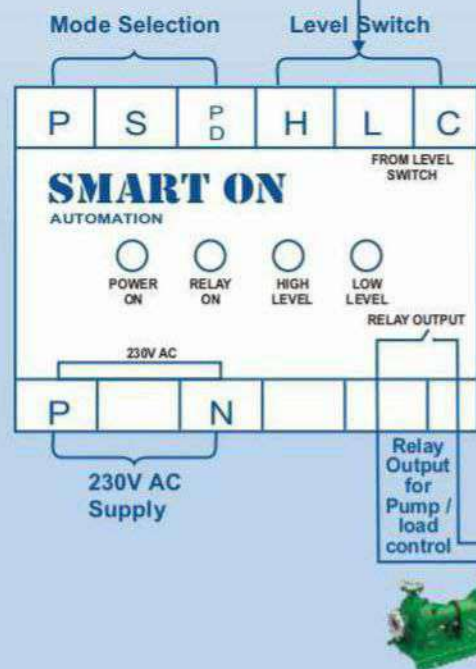 Mode Selection Level Switch
P S P D H L C
FROM LEVEL
SWITCH
SMART ON
AUTOMATION
POWER
ON
RELAY
ON
HIGH
LEVEL
LOW
LEVEL
RELAY OUTPUT
230V AC
P N
230V AC
Supply
Relay
Output
for
Pump /
load
control